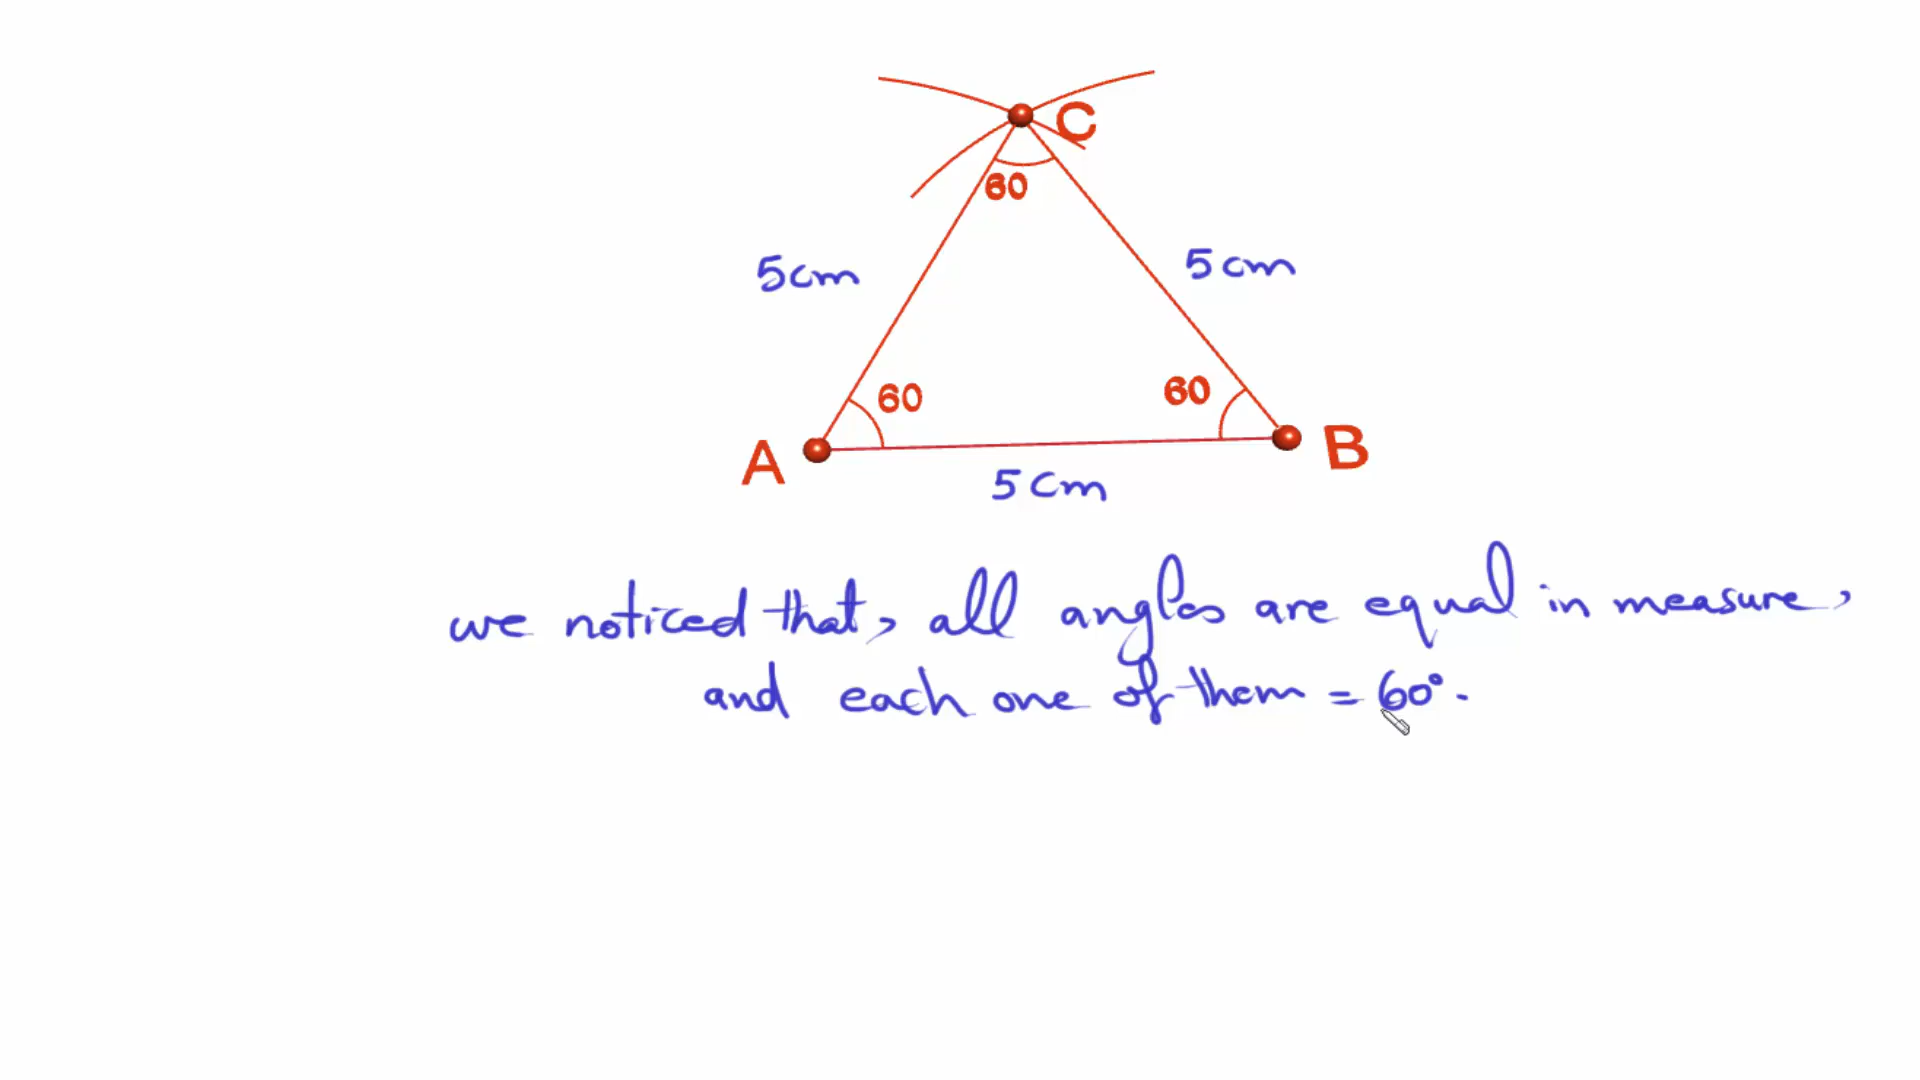 C
60
5cm
5cm
60
60
A
B
5cm
we noticed that, all angles are equal in measure,
and each one of them = 60°.